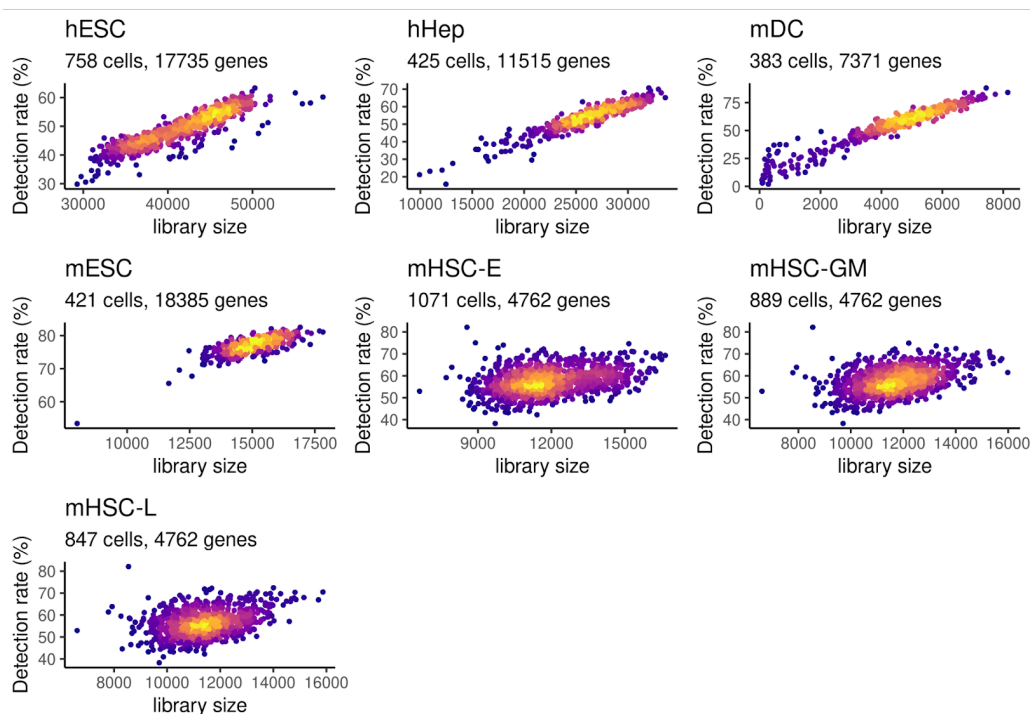 hESC
758 cells, 17735 genes
Detection rate (%)
60
50
40
30
30000 40000 50000
library size
hHep
425 cells, 11515 genes
Detection rate (%)
70
60
50
40
30
20
10000 15000 20000 25000 30000
library size
mDC
383 cells, 7371 genes
Detection rate (%)
75
50
25
0
0 2000 4000 6000 8000
library size
mESC
421 cells, 18385 genes
Detection rate (%)
80
70
60
10000 12500 15000 17500
library size
mHSC-E
1071 cells, 4762 genes
Detection rate (%)
80
70
60
50
40
9000 12000 15000
library size
mHSC-GM
889 cells, 4762 genes
Detection rate (%)
80
70
60
50
40
8000 10000 12000 14000 16000
library size
mHSC-L
847 cells, 4762 genes
Detection rate (%)
80
70
60
50
40
8000 10000 12000 14000 16000
library size